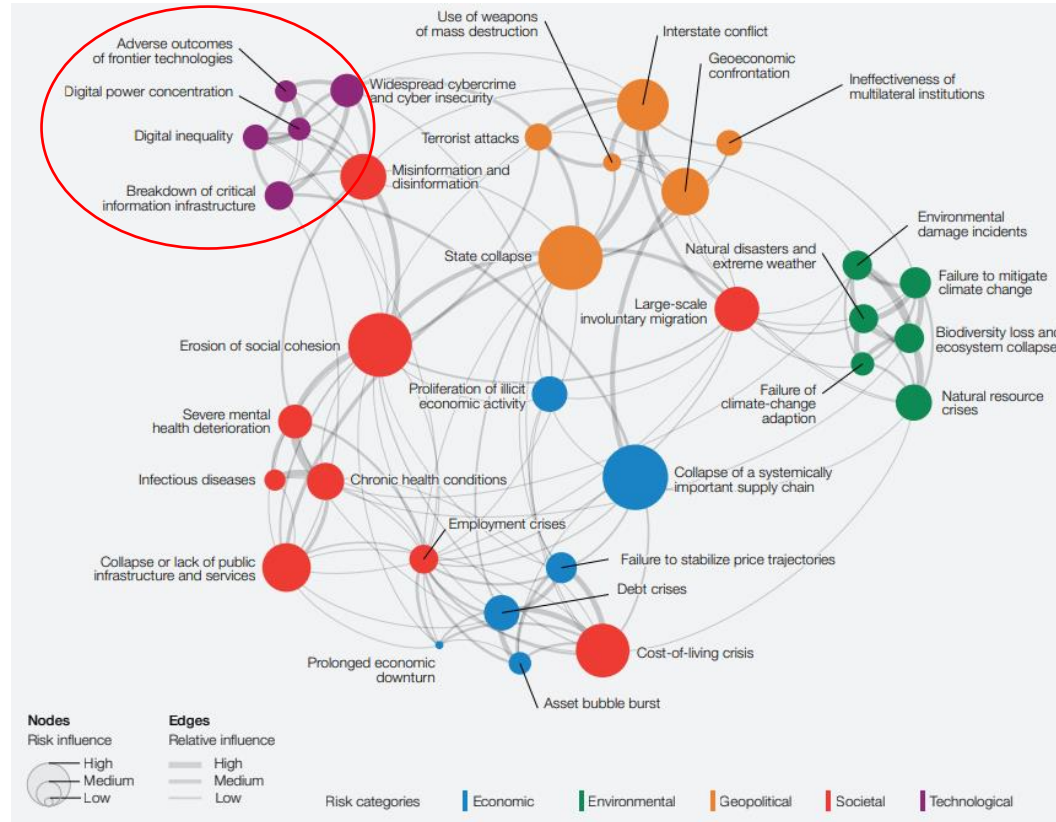 Use of weapons
of mass destruction
Interstate conflict
Adverse outcomes
of frontier technologies
Geoeconomic
confrontation
Ineffectiveness of
multilateral institutions
Digital power concentration
Widespread cybercrime
and cyber insecurity
Digital inequality
Terrorist attacks
Misinformation and
disinformation
Breakdown of critical
information infrastructure
Environmental
damage incidents
State collapse
Natural disasters and
extreme weather
Failure to mitigate
climate change
Large-scale
involuntary migration
Erosion of social cohesion
Biodiversity loss and
ecosystem collapse
Proliferation of illicit
economic activity
Failure of
climate-change
adaption
Natural resource
crises
Severe mental
health deterioration
Infectious diseases
Chronic health conditions
Collapse of a systemically
important supply chain
Employment crises
Collapse or lack of public
infrastructure and services
Failure to stabilize price trajectories
Debt crises
Prolonged economic
downturn
Cost-of-living crisis
Asset bubble burst
Nodes
Risk influence
High
Medium
Low
Edges
Relative influence
High
Medium
Low
Risk categories
Economic
Environmental
Geopolitical
Societal
Technological